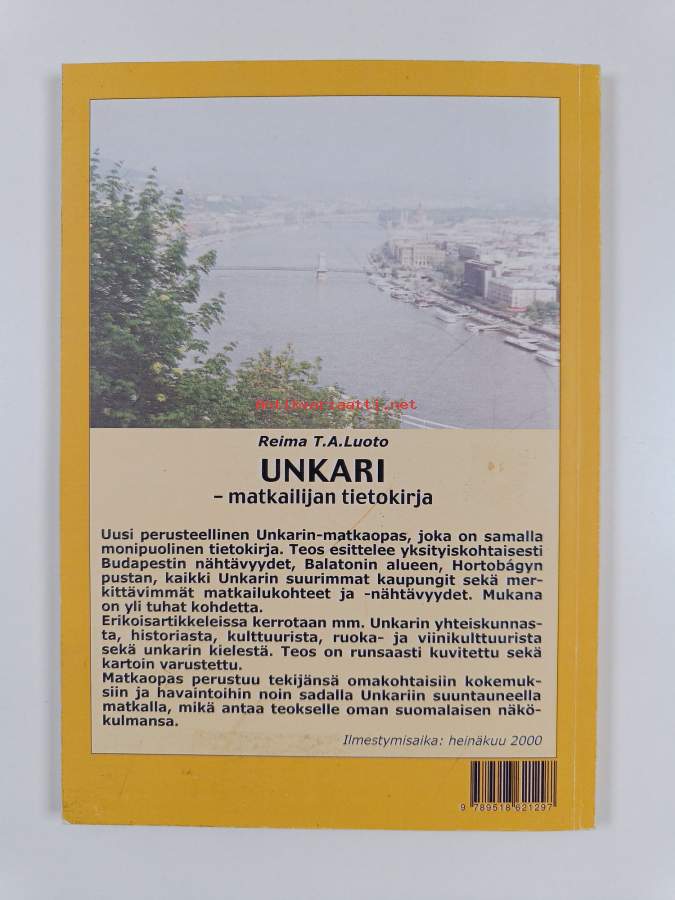 antikvariaatti.net
Reima T.A.Luoto
UNKARI
– matkailijan tietokirja
Uusi perusteellinen Unkarin-matkaopas, joka on samalla
monipuolinen tietokirja. Teos esittelee yksityiskohtaisesti
Budapestin nähtävyydet, Balatonin alueen, Hortobágyn
pustan, kaikki Unkarin suurimmat kaupungit sekä mer-
kittävimmät matkailukohteet ja -nähtävyydet. Mukana
on yli tuhat kohdetta.
Erikoisartikkeleissa kerrotaan mm. Unkarin yhteiskunnas-
ta, historiasta, kulttuurista, ruoka- ja viinikulttuurista
sekä unkarin kielestä. Teos on runsaasti kuvitettu sekä
kartoin varustettu.
Matkaopas perustuu tekijänsä omakohtaisiin kokemuk-
siin ja havaintoihin noin sadalla Unkariin suuntauneella
matkalla, mikä antaa teokselle oman suomalaisen näkö-
kulmansa.
Ilmestymisaika: heinäkuu 2000
9 789518 621297